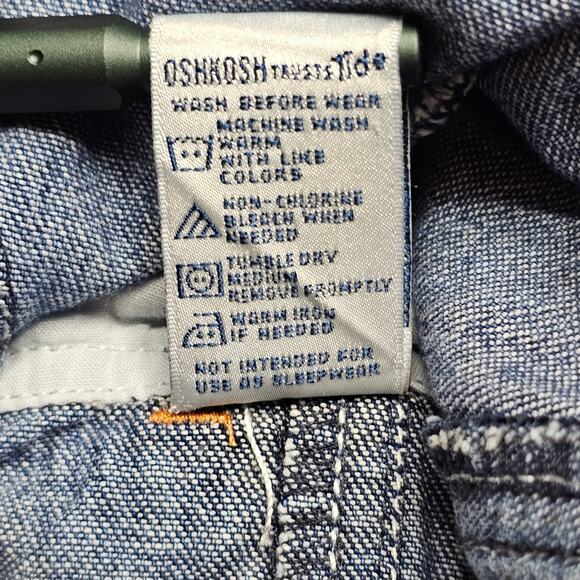 OSHKOSH TRUSTS Tide
WASH BEFORE WEAR
MACHINE WASH
WARM
WITH LIKE
COLORS
NON-CHLORINE
BLEACH WHEN
NEEDED
TUMBLE DRY
MEDIUM
REMOVE PROMPTLY
WARM IRON
IF NEEDED
NOT INTENDED FOR
USE AS SLEEPWEAR